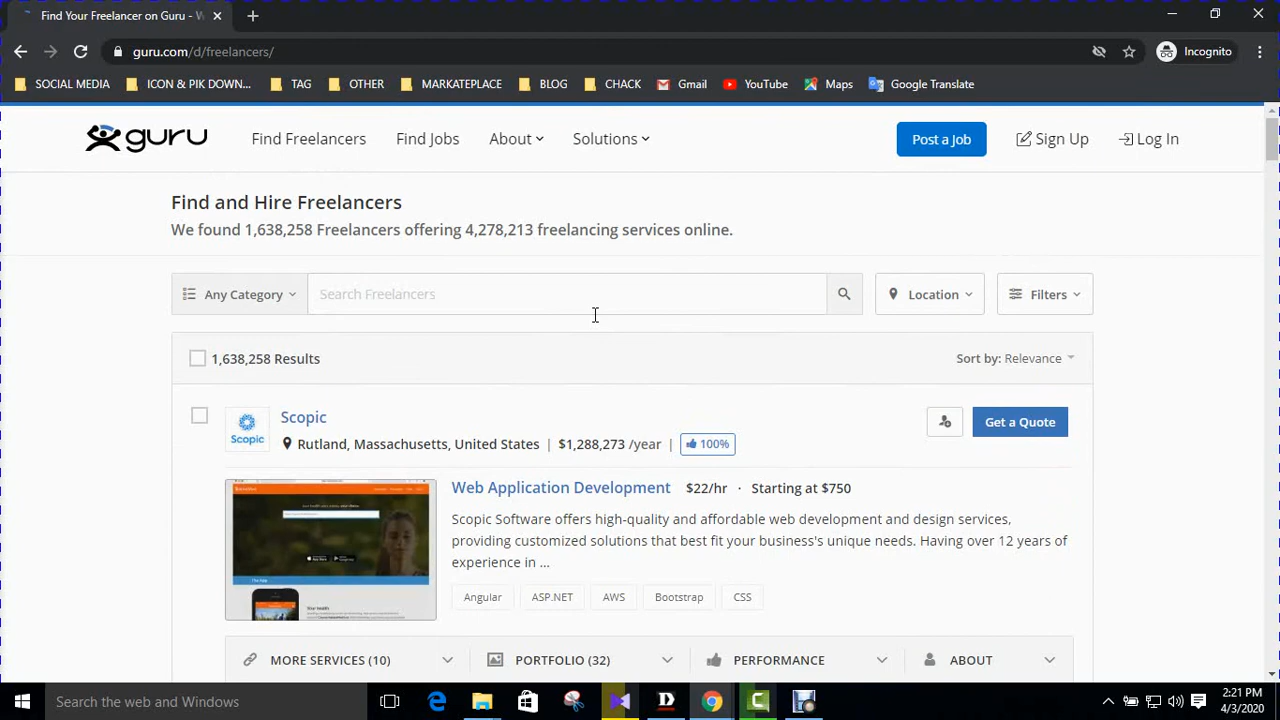 Find Your Freelancer on Guru - W
guru.com/d/freelancers/
Incognito
SOCIAL MEDIA
ICON & PIK DOWN...
TAG
OTHER
MARKATEPLACE
BLOG
CHACK
Gmail
YouTube
Maps
Google Translate
guru
Find Freelancers
Find Jobs
About
Solutions
Post a Job
Sign Up
Log In
Find and Hire Freelancers
We found 1,638,258 Freelancers offering 4,278,213 freelancing services online.
Any Category
Search Freelancers
Location
Filters
1,638,258 Results
Sort by: Relevance
Scopic
Scopic
Rutland, Massachusetts, United States | $1,288,273 /year | 100%
Get a Quote
Web Application Development $22/hr · Starting at $750
Scopic Software offers high-quality and affordable web development and design services,
providing customized solutions that best fit your business's unique needs. Having over 12 years of
experience in ...
Angular
ASP.NET
AWS
Bootstrap
CSS
MORE SERVICES (10)
PORTFOLIO (32)
PERFORMANCE
ABOUT
Search the web and Windows
2:21 PM
4/3/2020